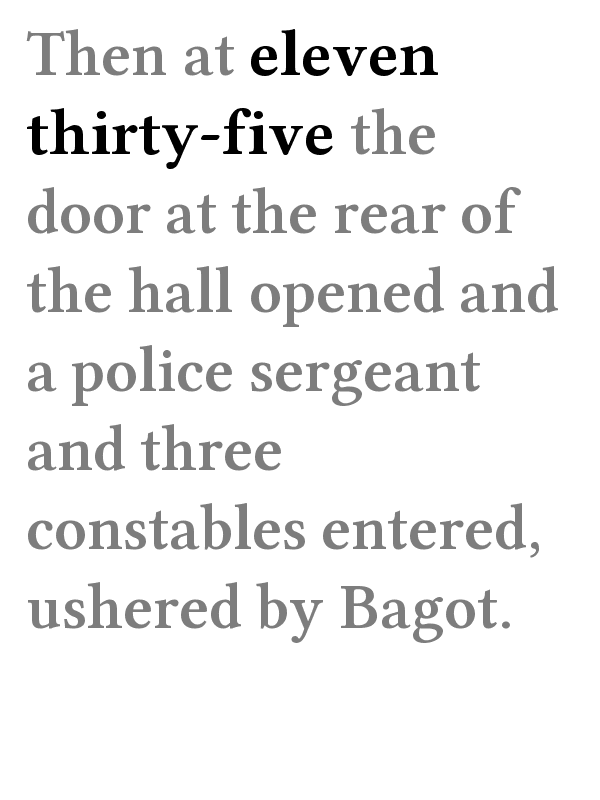 Then at eleven
thirty-five the
door at the rear of
the hall opened and
a police sergeant
and three
constables entered,
ushered by Bagot.